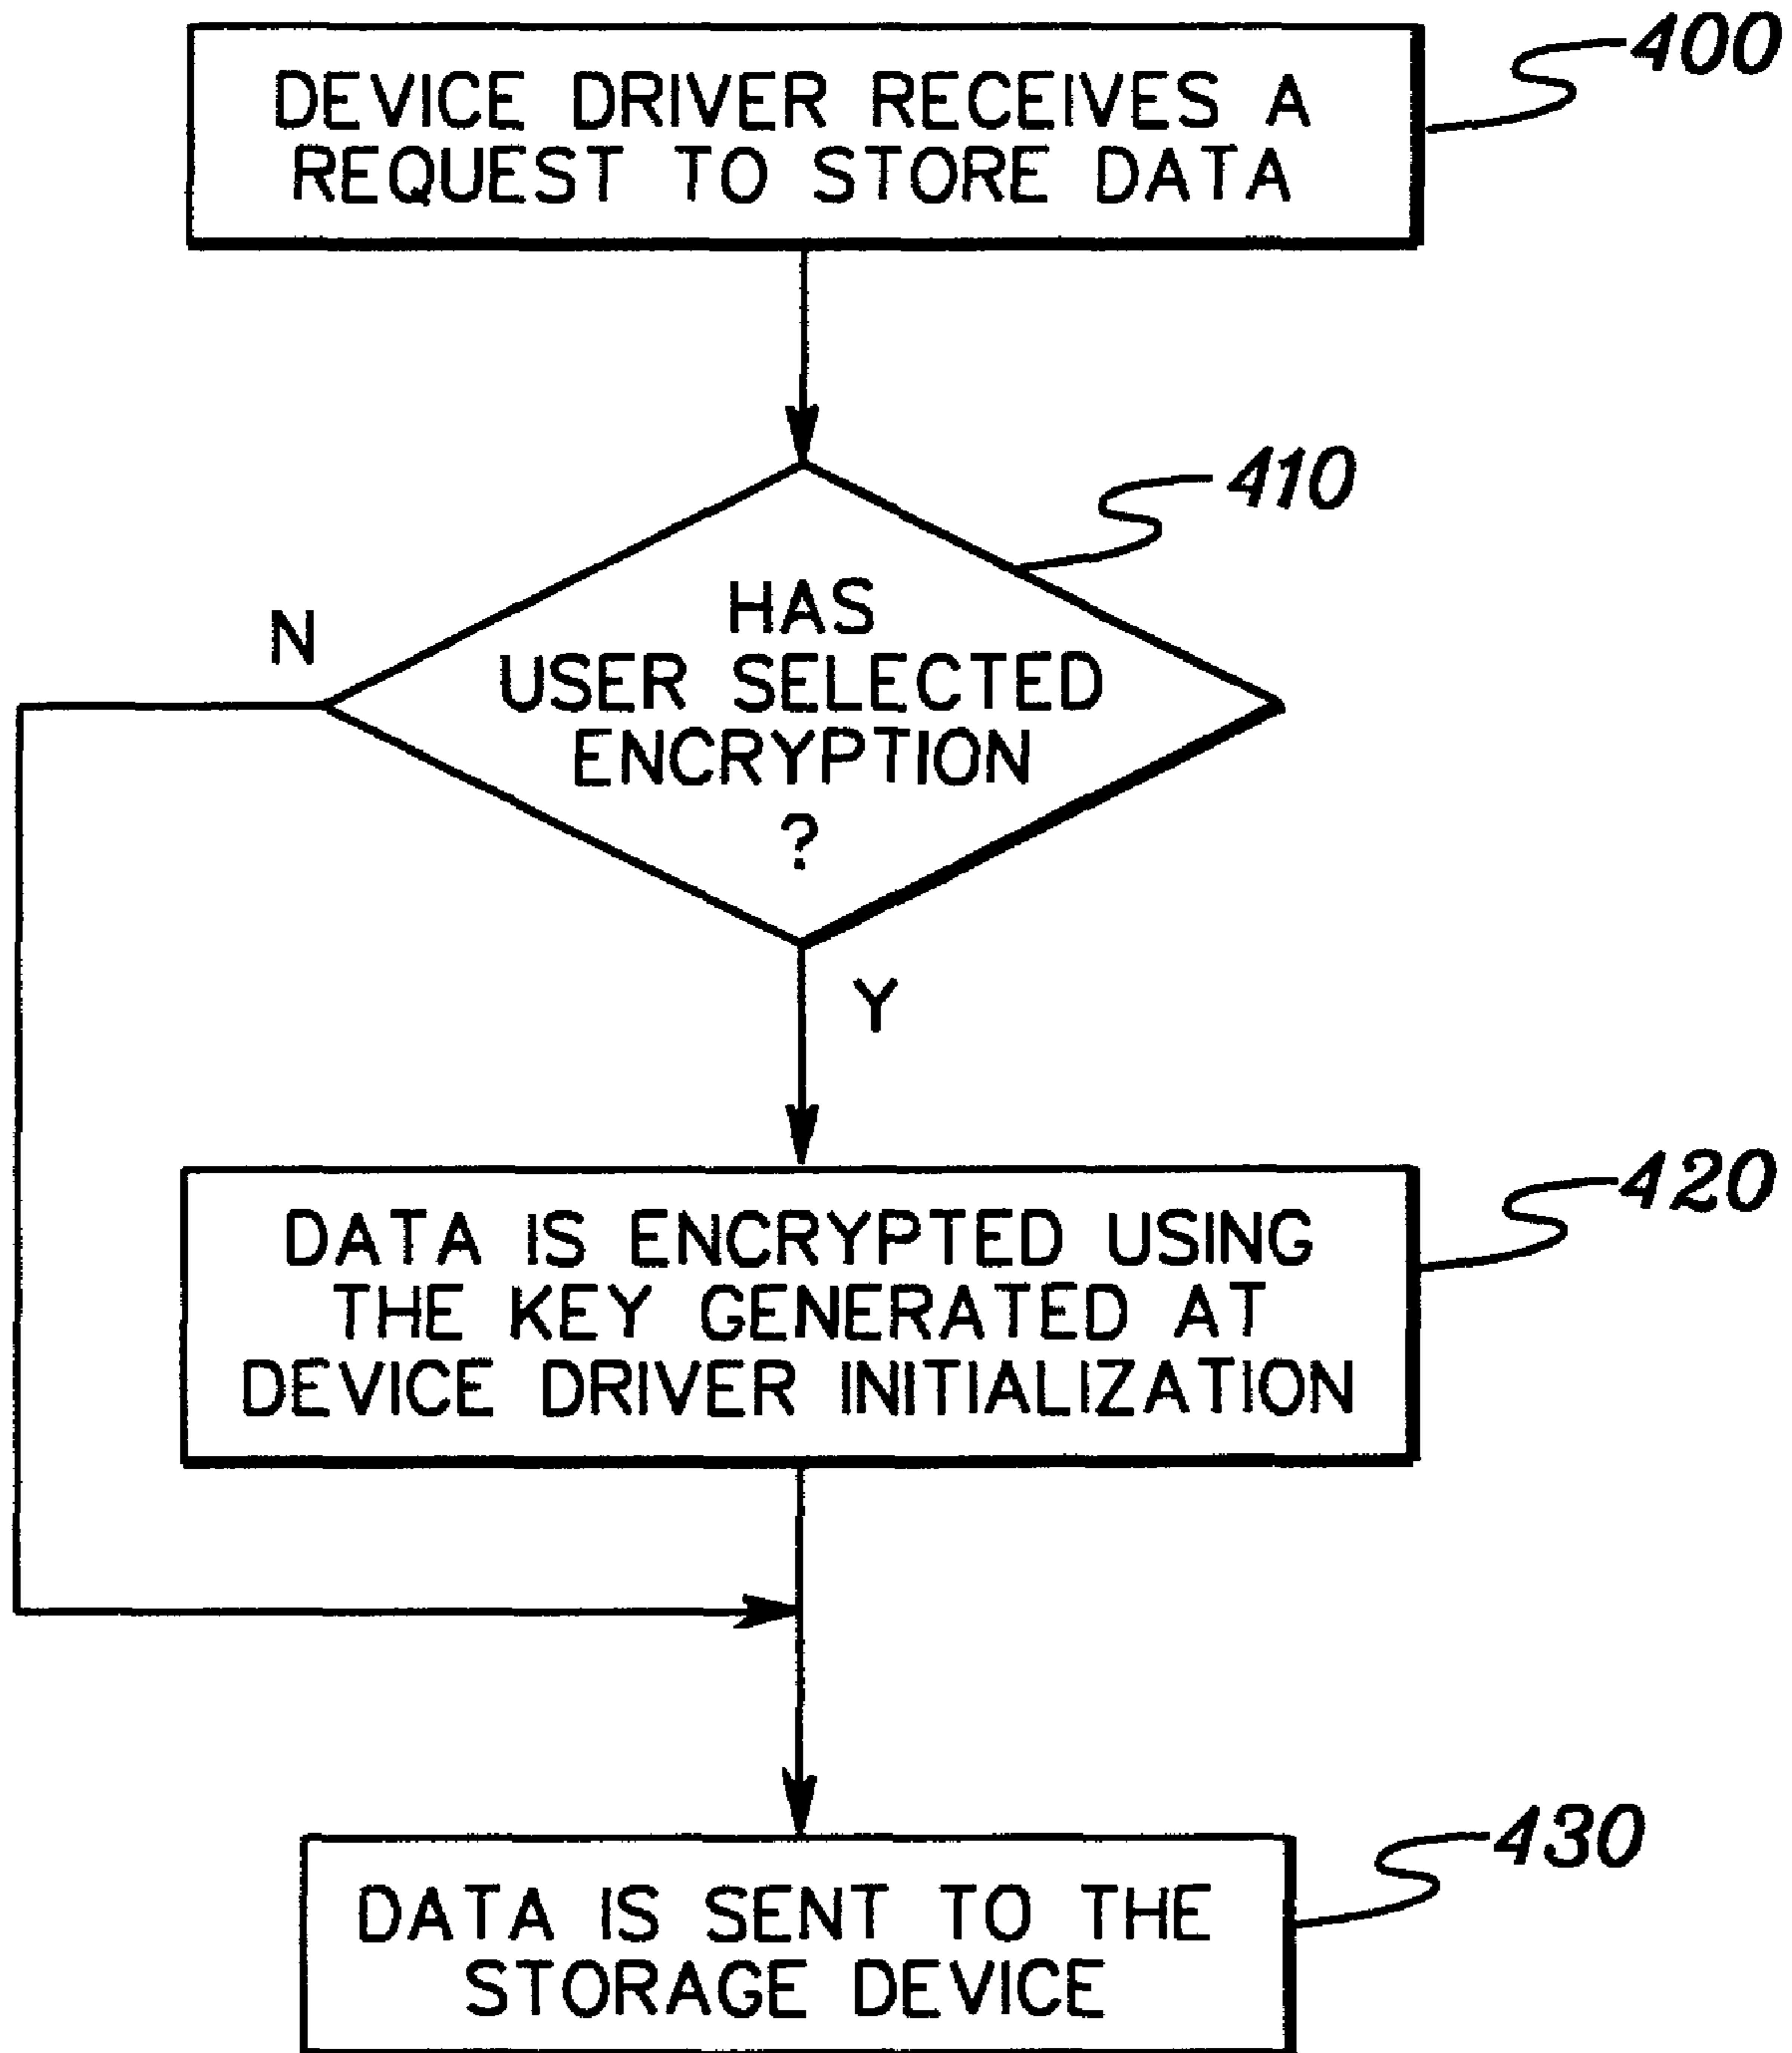 400
DEVICE DRIVER RECEIVES A
REQUEST TO STORE DATA
410
HAS
USER SELECTED
ENCRYPTION
?
N
Y
420
DATA IS ENCRYPTED USING
THE KEY GENERATED AT
DEVICE DRIVER INITIALIZATION
430
DATA IS SENT TO THE
STORAGE DEVICE